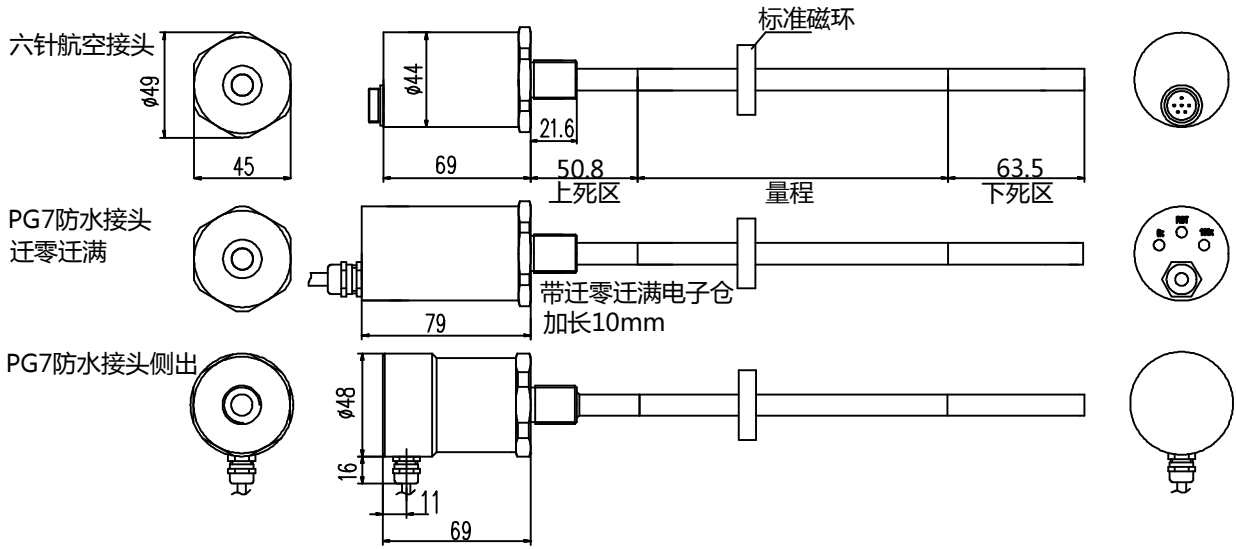 标准磁环
六针航空接头
ø49
ø44
21.6
45
69
50.8
63.5
上死区
量程
下死区
PG7防水接头
迁零迁满
带迁零迁满电子仓
加长10mm
79
PG7防水接头侧出
ø48
16
11
69